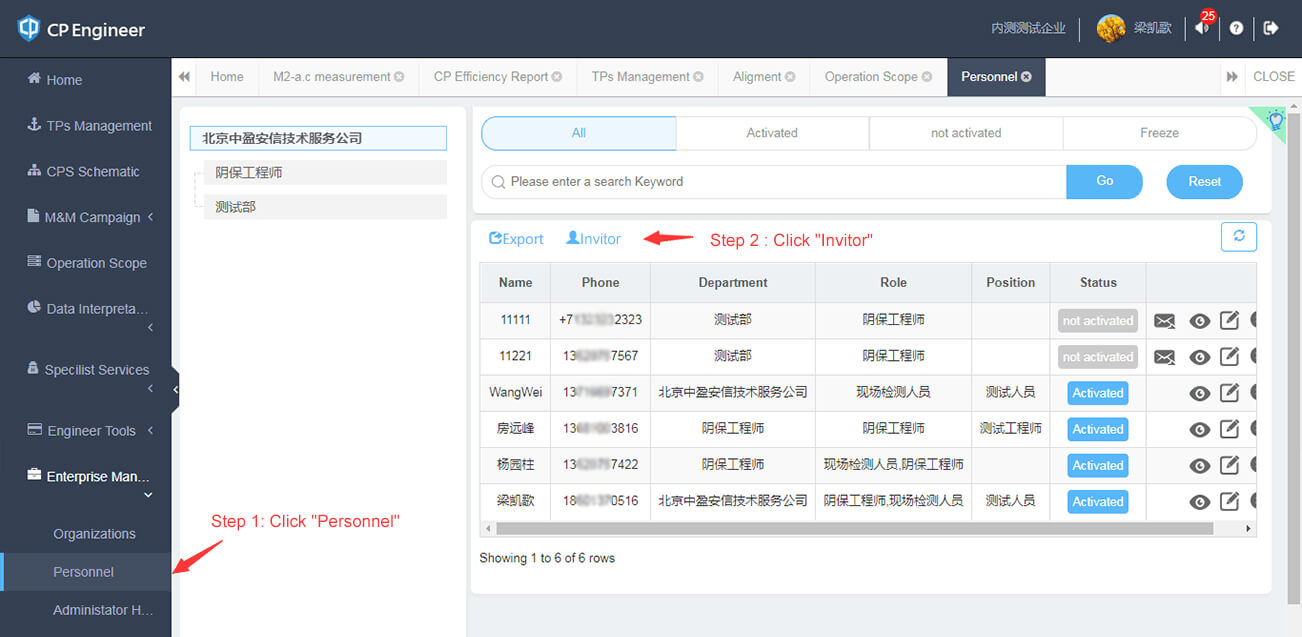 CP Engineer
内测测试企业
梁凯歌
25
Home
TPs Management
CPS Schematic
M&M Campaign
Operation Scope
Data Interpreta...
Specilist Services
Engineer Tools
Enterprise Man...
Organizations
Personnel
Administator H...
Home
M2-a.c measurement
CP Efficiency Report
TPs Management
Aligment
Operation Scope
Personnel
CLOSE
北京中盈安信技术服务公司
阴保工程师
测试部
Step 1: Click "Personnel"
All
Activated
not activated
Freeze
Please enter a search Keyword
Go
Reset
Export
Invitor
Step 2 : Click "Invitor"
Name Phone Department Role Position Status
11111 +7 2323 测试部 阴保工程师 not activated
11221 13 7567 测试部 阴保工程师 not activated
WangWei 13 7371 北京中盈安信技术服务公司 现场检测人员 测试人员 Activated
房远峰 13 3816 阴保工程师 阴保工程师 测试工程师 Activated
杨园柱 13 7422 阴保工程师 现场检测人员,阴保工程师 Activated
梁凯歌 18 0516 北京中盈安信技术服务公司 阴保工程师,现场检测人员 测试人员 Activated
Showing 1 to 6 of 6 rows